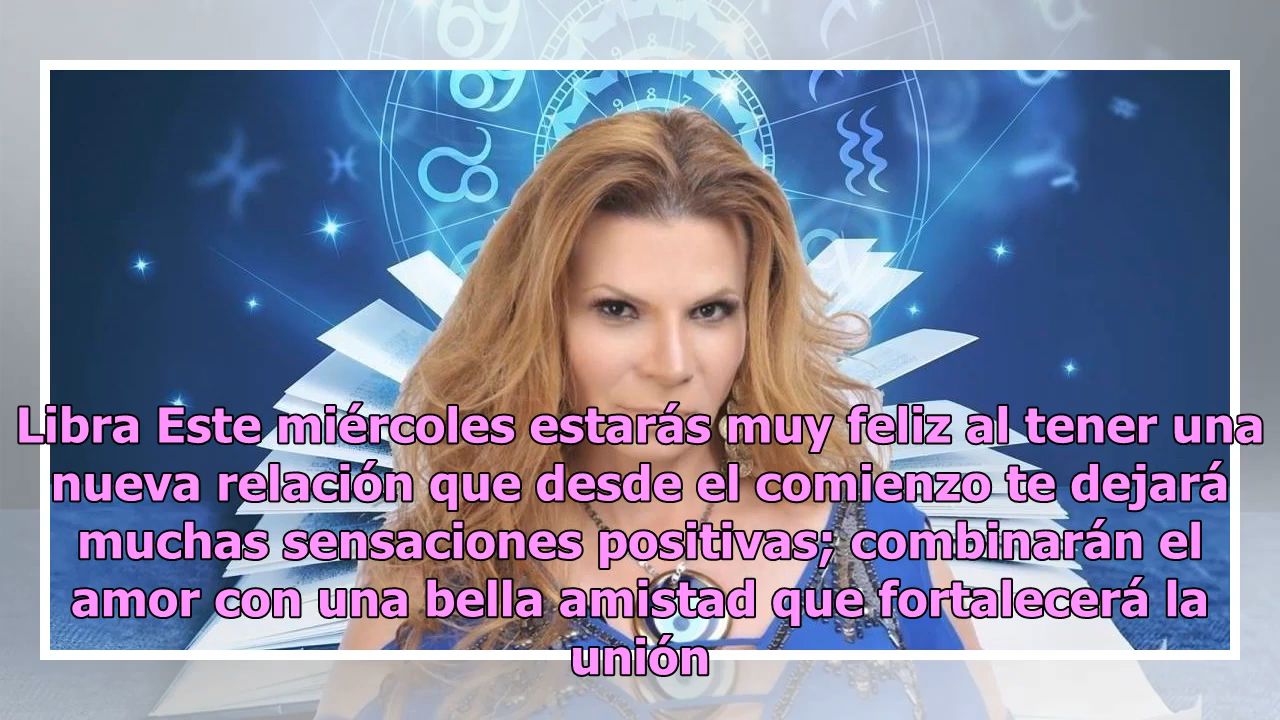 Libra Este miércoles estarás muy feliz al tener una
nueva relación que desde el comienzo te dejará
muchas sensaciones positivas; combinarán el
amor con una bella amistad que fortalecerá la
unión